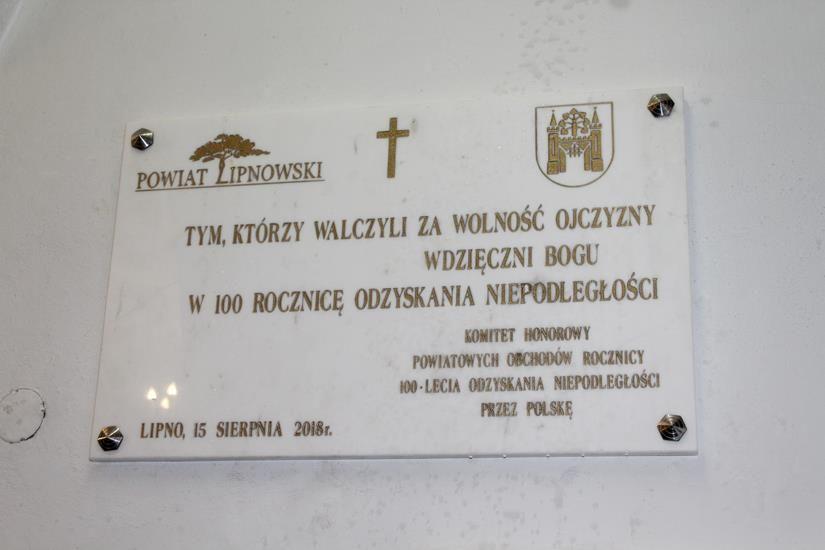 POWIAT LIPNOWSKI
TYM, KTÓRZY WALCZYLI ZA WOLNOŚĆ OJCZYZNY
WDZIĘCZNI BOGU
W 100 ROCZNICĘ ODZYSKANIA NIEPODLEGŁOŚCI
KOMITET HONOROWY
POWIATOWYCH OBCHODÓW ROCZNICY
100-LECIA ODZYSKANIA NIEPODLEGŁOŚCI
PRZEZ POLSKĘ
LIPNO, 15 SIERPNIA 2018r.